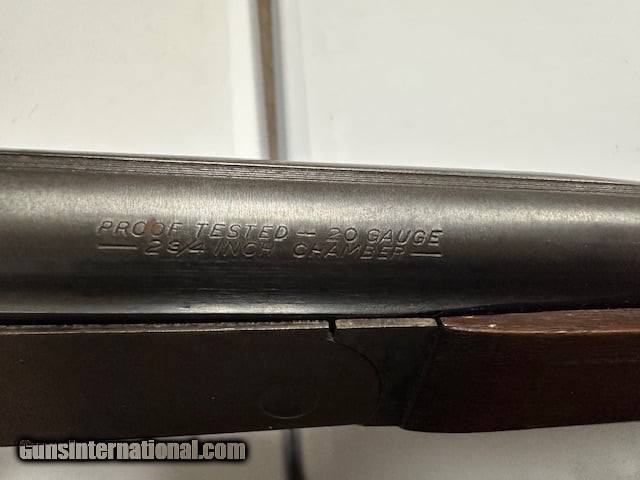 PROOF TESTED — 20 GAUGE
— 2 3/4 INCH CHAMBER —
GunsInternational.com